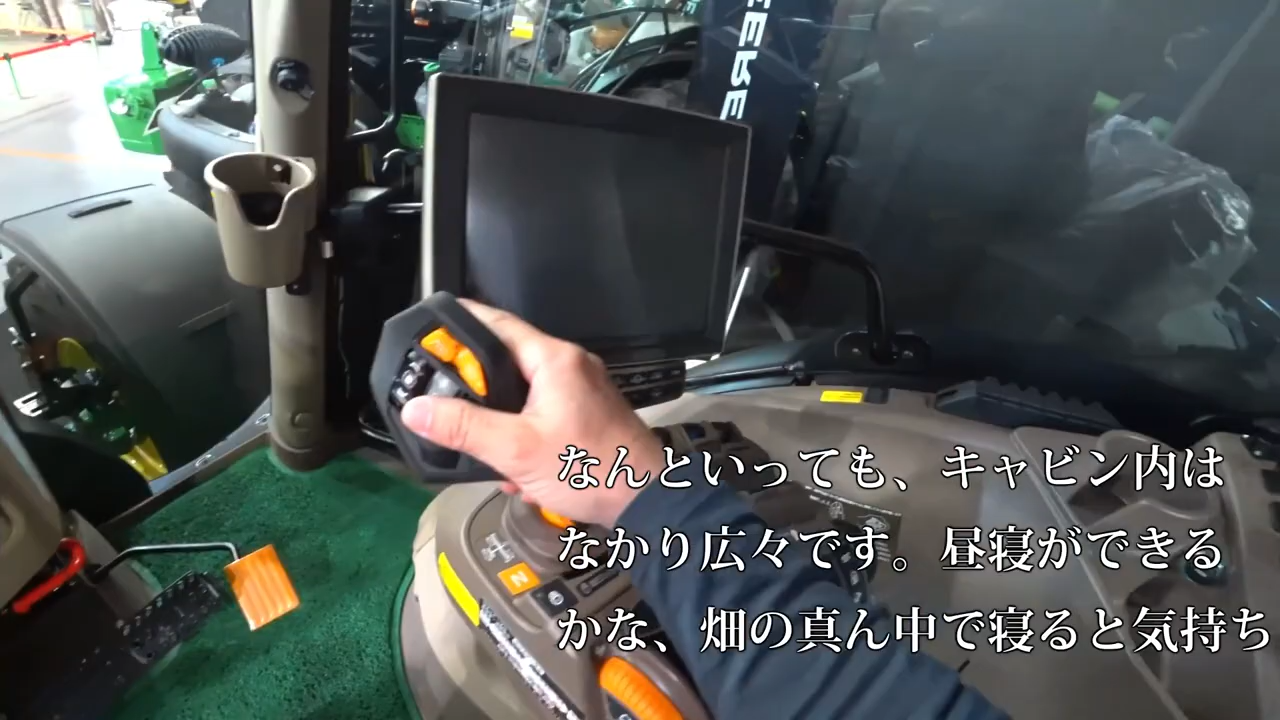 EERE
なんといっても、キャビン内は
なかり広々です。昼寝ができる
かな、畑の真ん中で寝ると気持ち
N